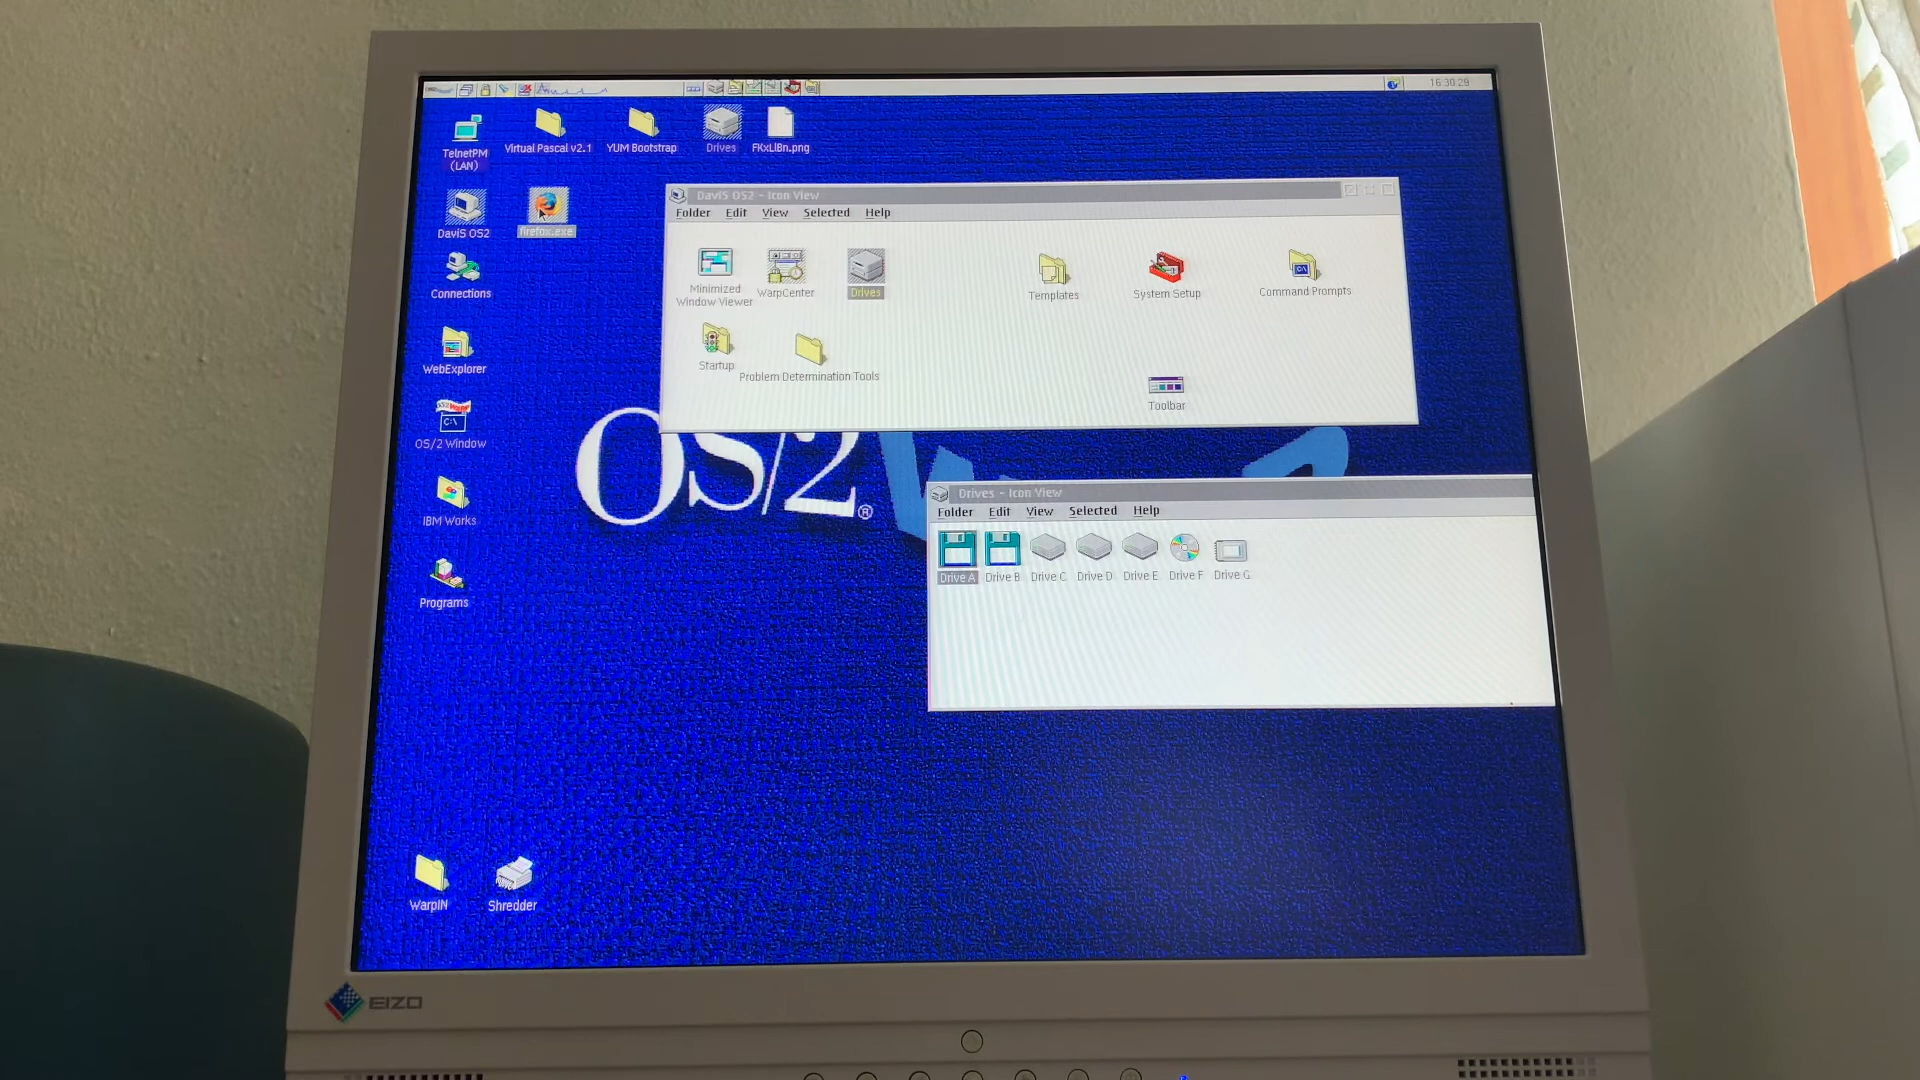 16:30:29
TelnetPM
(LAN)
Virtual Pascal v2.1
YUM Bootstrap
Drives
FKxLlBn.png
DaviS OS2
firefox.exe
Connections
WebExplorer
OS/2 Window
IBM Works
Programs
WarpIN
Shredder
DaviS OS2 - Icon View
Folder Edit View Selected Help
Minimized
Window Viewer
WarpCenter
Drives
Templates
System Setup
Command Prompts
Startup
Problem Determination Tools
Toolbar
OS/2®
Drives - Icon View
Folder Edit View Selected Help
Drive A Drive B Drive C Drive D Drive E Drive F Drive G
EIZO